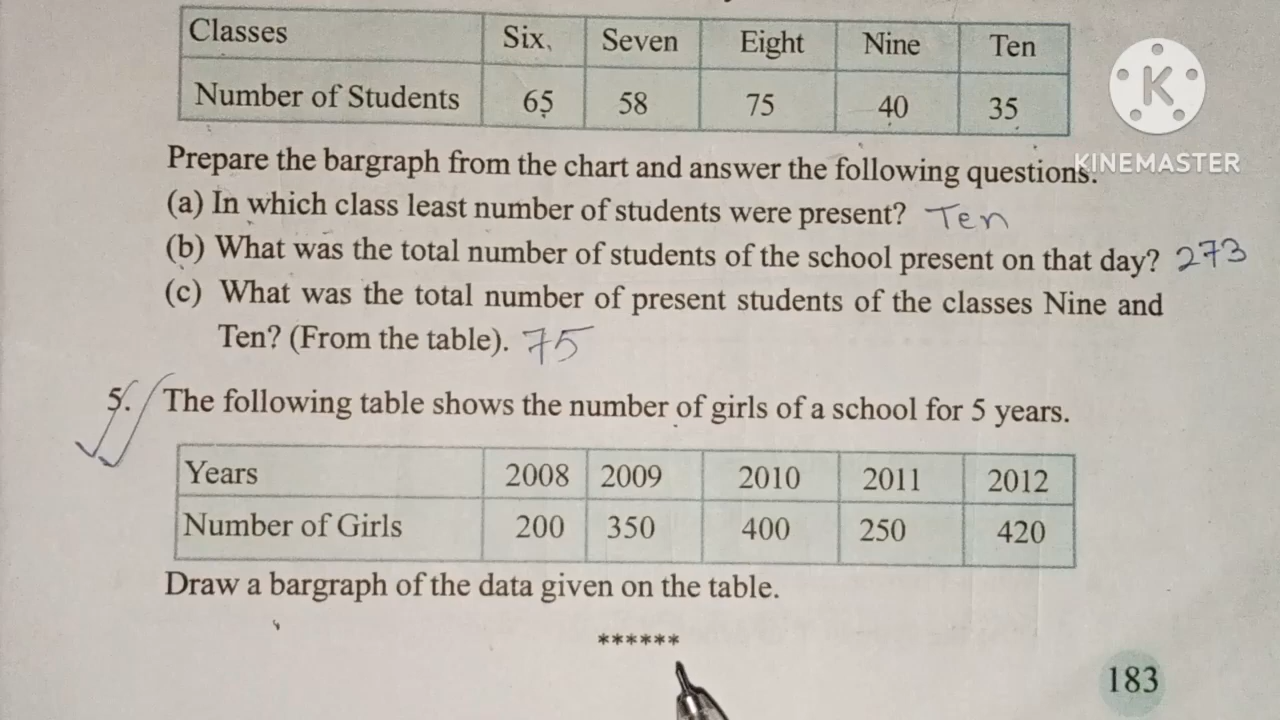 Classes Six, Seven Eight Nine Ten
Number of Students 65 58 75 40 35
K
KINEMASTER
Prepare the bargraph from the chart and answer the following questions.
(a) In which class least number of students were present? Ten
(b) What was the total number of students of the school present on that day? 273
(c) What was the total number of present students of the classes Nine and
Ten? (From the table). 75
5. The following table shows the number of girls of a school for 5 years.
Years 2008 2009 2010 2011 2012
Number of Girls 200 350 400 250 420
Draw a bargraph of the data given on the table.
******
183